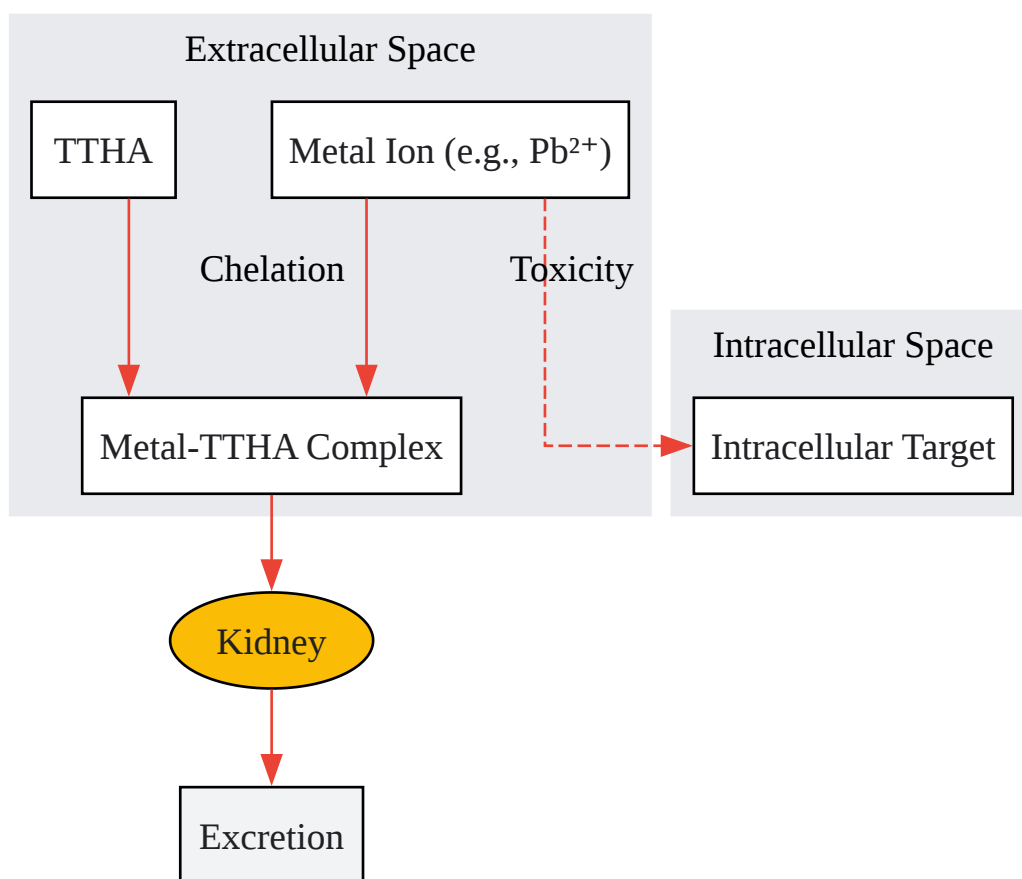 Extracellular Space
TTHA
Metal Ion (e.g., Pb²⁺)
Chelation
Toxicity
Intracellular Space
Metal-TTHA Complex
Intracellular Target
Kidney
Excretion